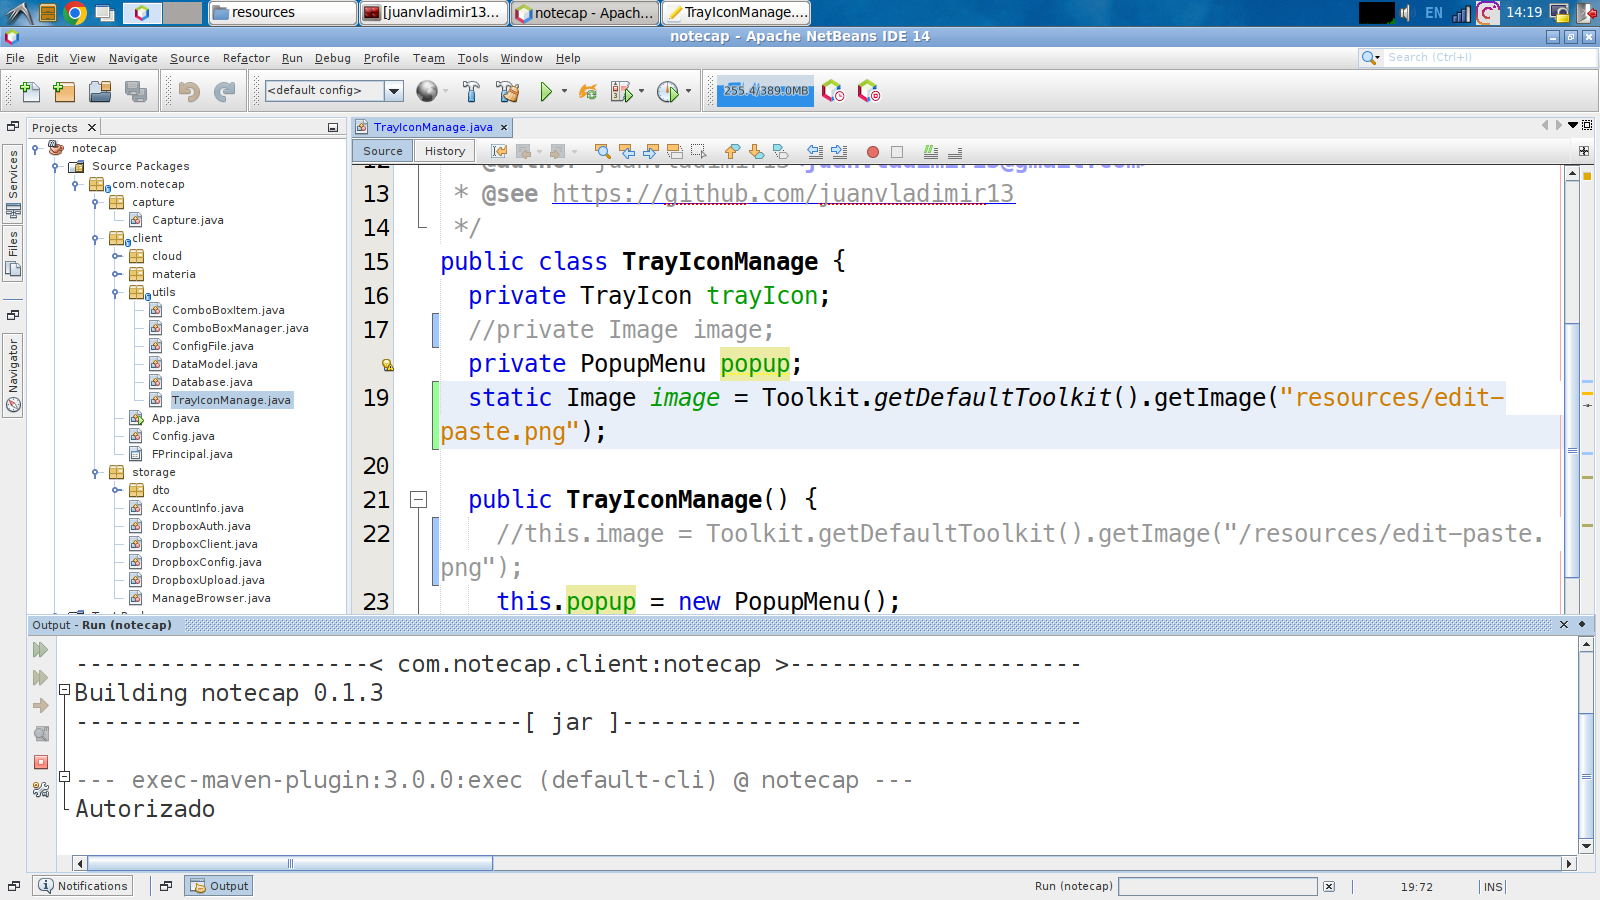 resources
[juanvladimir13...
notecap - Apach...
TrayIconManage....
EN
14:19
notecap - Apache NetBeans IDE 14
File Edit View Navigate Source Refactor Run Debug Profile Team Tools Window Help
Search (Ctrl+I)
<default config>
255.4/389.0MB
Projects
TrayIconManage.java
Services
Files
Navigator
notecap
Source Packages
com.notecap
capture
Capture.java
client
cloud
materia
utils
ComboBoxItem.java
ComboBoxManager.java
ConfigFile.java
DataModel.java
Database.java
TrayIconManage.java
App.java
Config.java
FPrincipal.java
storage
dto
AccountInfo.java
DropboxAuth.java
DropboxClient.java
DropboxConfig.java
DropboxUpload.java
ManageBrowser.java
Source History
12 * @author juanvladimir13 <juanvladimir13@gmail.com>
13 * @see https://github.com/juanvladimir13
14 */
15 public class TrayIconManage {
16 private TrayIcon trayIcon;
17 //private Image image;
private PopupMenu popup;
19 static Image image = Toolkit.getDefaultToolkit().getImage("resources/edit-
paste.png");
20
21 public TrayIconManage() {
22 //this.image = Toolkit.getDefaultToolkit().getImage("/resources/edit-paste.
png");
23 this.popup = new PopupMenu();
Output - Run (notecap)
---------------------< com.notecap.client:notecap >----------------------
Building notecap 0.1.3
--------------------------------[ jar ]---------------------------------
--- exec-maven-plugin:3.0.0:exec (default-cli) @ notecap ---
Autorizado
Notifications
Output
Run (notecap)
19:72
INS